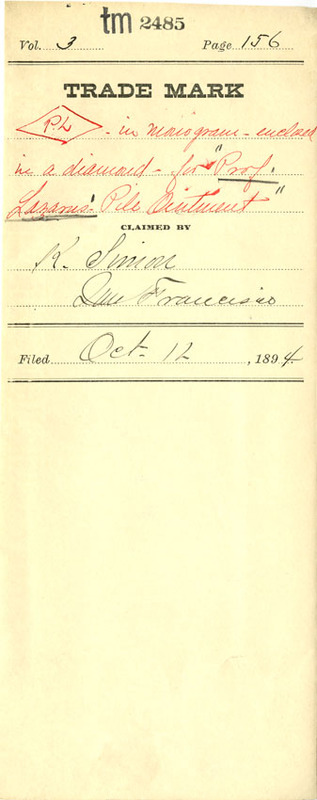 tm 2485
Vol. 3 Page 156
TRADE MARK
P.L - in monogram - enclosed
in a diamond - for "Prof.
Lazarus' Pile Ointment"
CLAIMED BY
K. Simon
San Francisco
Filed Oct. 12, 1894